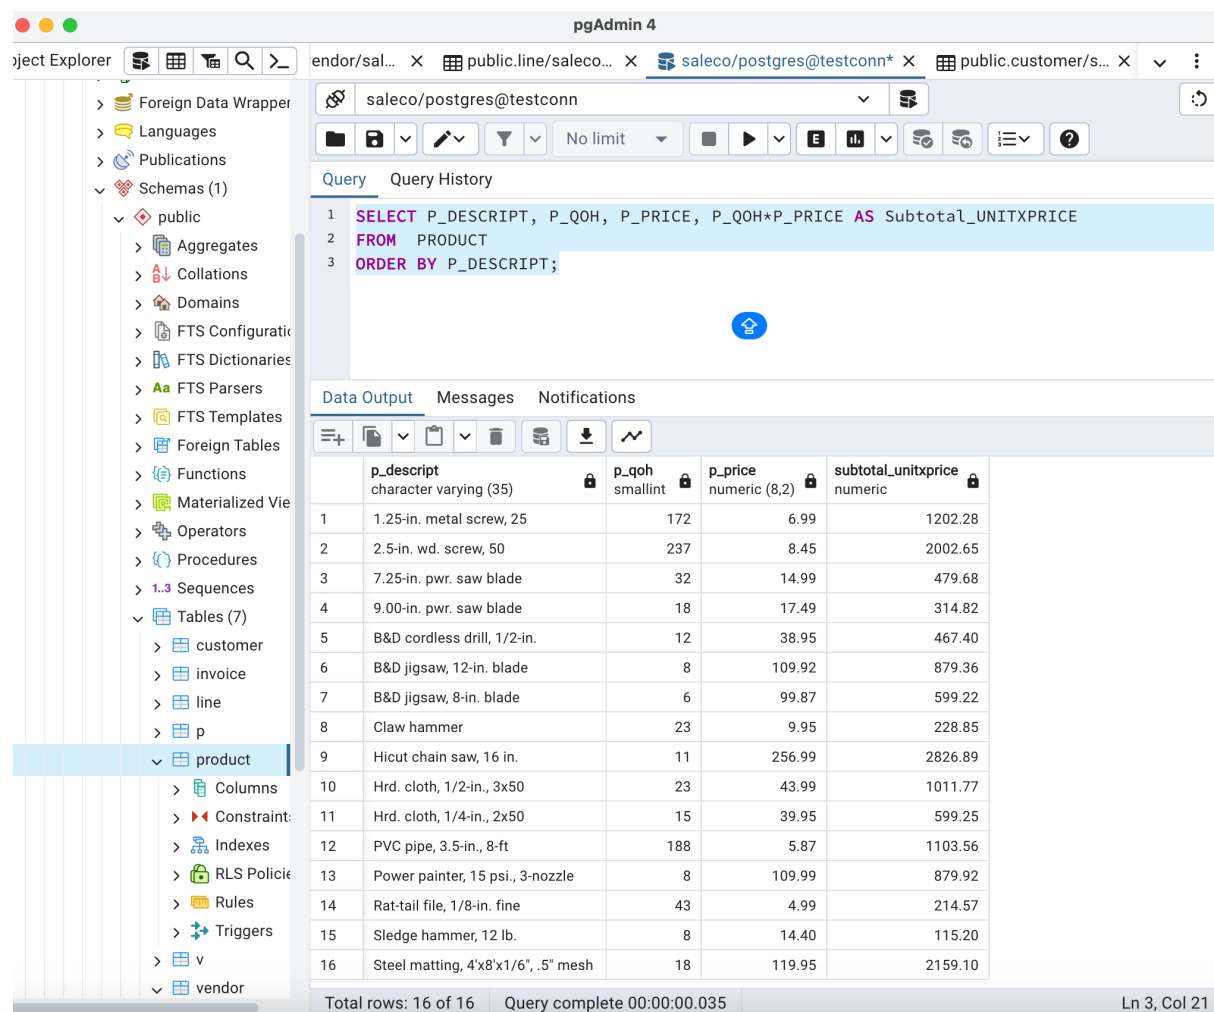 pgAdmin 4
oject Explorer
endor/sal...
public.line/saleco...
saleco/postgres@testconn*
public.customer/s...
Foreign Data Wrapper
Languages
Publications
Schemas (1)
public
Aggregates
Collations
Domains
FTS Configuratic
FTS Dictionaries
FTS Parsers
FTS Templates
Foreign Tables
Functions
Materialized Vie
Operators
Procedures
1..3 Sequences
Tables (7)
customer
invoice
line
p
product
Columns
Constraint
Indexes
RLS Policie
Rules
Triggers
v
vendor
saleco/postgres@testconn
No limit
E
Query
Query History
1 SELECT P_DESCRIPT, P_QOH, P_PRICE, P_QOH*P_PRICE AS Subtotal_UNITXPRICE
2 FROM PRODUCT
3 ORDER BY P_DESCRIPT;
Data Output
Messages
Notifications
p_descript character varying (35)
p_qoh smallint
p_price numeric (8,2)
subtotal_unitxprice numeric
1 1.25-in. metal screw, 25 172 6.99 1202.28
2 2.5-in. wd. screw, 50 237 8.45 2002.65
3 7.25-in. pwr. saw blade 32 14.99 479.68
4 9.00-in. pwr. saw blade 18 17.49 314.82
5 B&D cordless drill, 1/2-in. 12 38.95 467.40
6 B&D jigsaw, 12-in. blade 8 109.92 879.36
7 B&D jigsaw, 8-in. blade 6 99.87 599.22
8 Claw hammer 23 9.95 228.85
9 Hicut chain saw, 16 in. 11 256.99 2826.89
10 Hrd. cloth, 1/2-in., 3x50 23 43.99 1011.77
11 Hrd. cloth, 1/4-in., 2x50 15 39.95 599.25
12 PVC pipe, 3.5-in., 8-ft 188 5.87 1103.56
13 Power painter, 15 psi., 3-nozzle 8 109.99 879.92
14 Rat-tail file, 1/8-in. fine 43 4.99 214.57
15 Sledge hammer, 12 lb. 8 14.40 115.20
16 Steel matting, 4'x8'x1/6", .5" mesh 18 119.95 2159.10
Total rows: 16 of 16
Query complete 00:00:00.035
Ln 3, Col 21